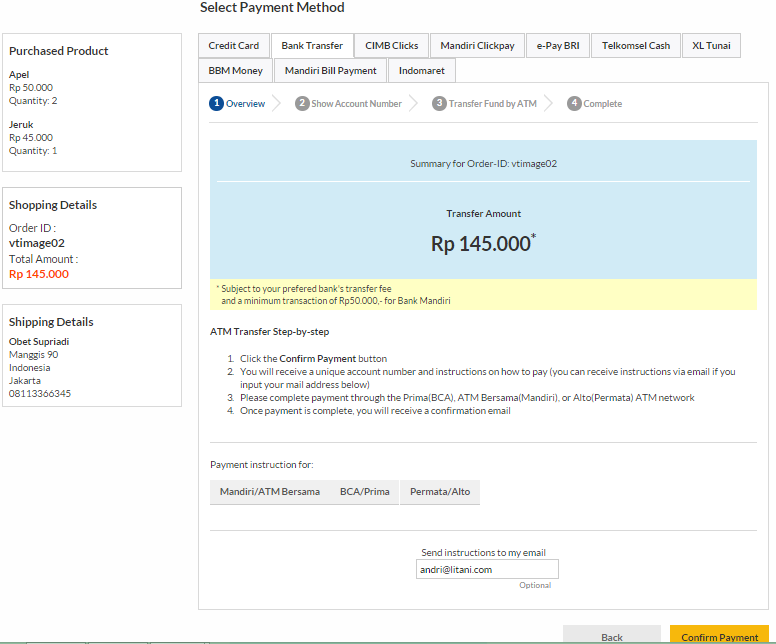 Select Payment Method
Purchased Product
Apel
Rp 50.000
Quantity: 2
Jeruk
Rp 45.000
Quantity: 1
Shopping Details
Order ID :
vtimage02
Total Amount :
Rp 145.000
Shipping Details
Obet Supriadi
Manggis 90
Indonesia
Jakarta
08113366345
Credit Card
Bank Transfer
CIMB Clicks
Mandiri Clickpay
e-Pay BRI
Telkomsel Cash
XL Tunai
BBM Money
Mandiri Bill Payment
Indomaret
1 Overview
2 Show Account Number
3 Transfer Fund by ATM
4 Complete
Summary for Order-ID: vtimage02
Transfer Amount
Rp 145.000*
* Subject to your prefered bank's transfer fee
and a minimum transaction of Rp50.000,- for Bank Mandiri
ATM Transfer Step-by-step
1. Click the Confirm Payment button
2. You will receive a unique account number and instructions on how to pay (you can receive instructions via email if you
input your mail address below)
3. Please complete payment through the Prima(BCA), ATM Bersama(Mandiri), or Alto(Permata) ATM network
4. Once payment is complete, you will receive a confirmation email
Payment instruction for:
Mandiri/ATM Bersama
BCA/Prima
Permata/Alto
Send instructions to my email
andri@litani.com
Optional
Back
Confirm Payment